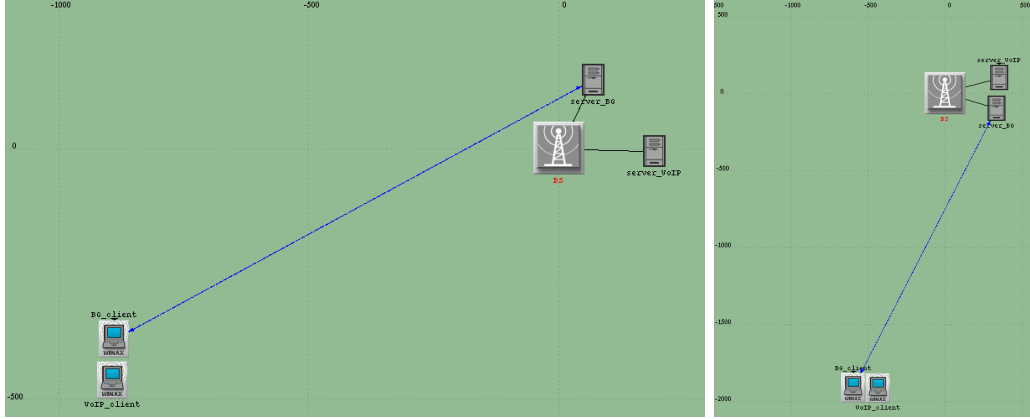 -1000 -500 0
server_BG
0
BS
server_VoIP
BG_client
WiMAX
WiMAX
VoIP_client
-500
500 -1000 -500 0 500
500
server_VoIP
0
BS
server_BG
-500
-1000
-1500
BG_client
WiMAX WiMAX
VoIP_client
-2000